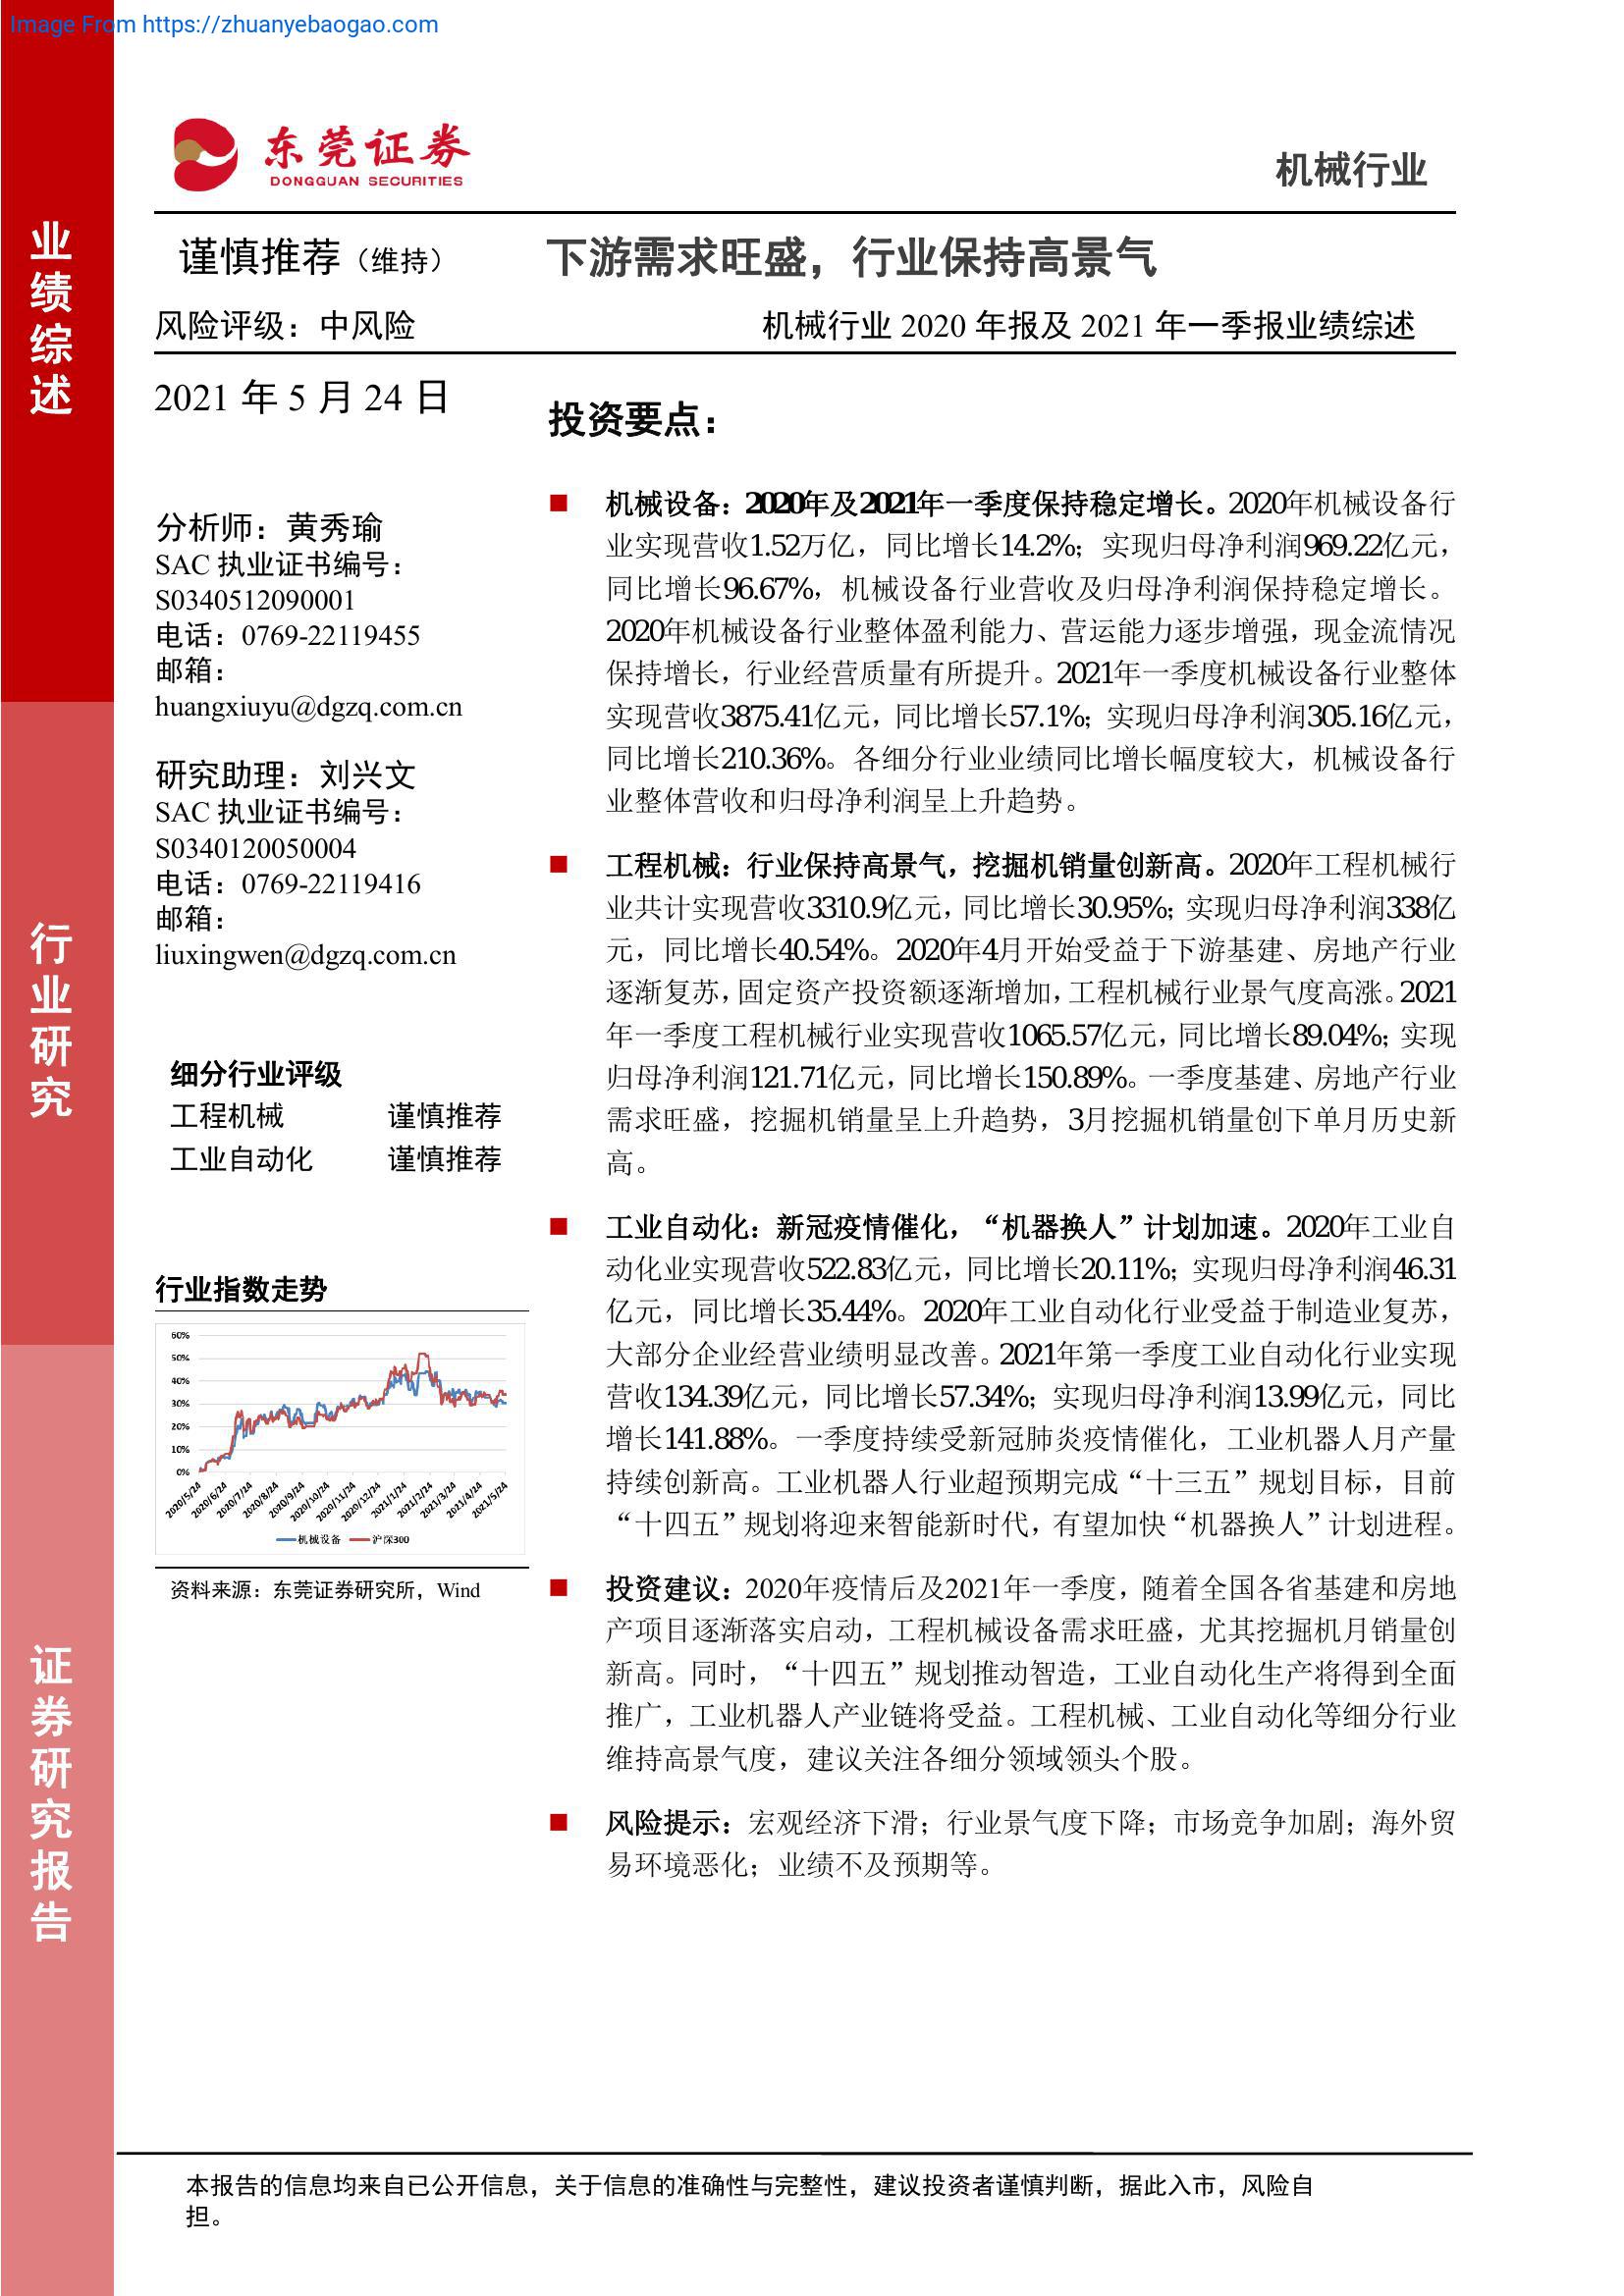 Image From https://zhuanyebaogao.com
东莞证券
DONGGUAN SECURITIES
机械行业
业绩综述
行业研究
证券研究报告
谨慎推荐（维持）
下游需求旺盛，行业保持高景气
风险评级：中风险
机械行业 2020 年报及 2021 年一季报业绩综述
2021 年 5 月 24 日
分析师：黄秀瑜
SAC 执业证书编号：
S0340512090001
电话：0769-22119455
邮箱：
huangxiuyu@dgzq.com.cn
研究助理：刘兴文
SAC 执业证书编号：
S0340120050004
电话：0769-22119416
邮箱：
liuxingwen@dgzq.com.cn
细分行业评级
工程机械 谨慎推荐
工业自动化 谨慎推荐
行业指数走势
60%
50%
40%
30%
20%
10%
0%
2020/5/24
2020/6/24
2020/7/24
2020/8/24
2020/9/24
2020/10/24
2020/11/24
2020/12/24
2021/1/24
2021/2/24
2021/3/24
2021/4/24
2021/5/24
机械设备 沪深300
资料来源：东莞证券研究所，Wind
投资要点：
■ 机械设备：2020年及2021年一季度保持稳定增长。2020年机械设备行
业实现营收1.52万亿，同比增长14.2%；实现归母净利润969.22亿元，
同比增长96.67%，机械设备行业营收及归母净利润保持稳定增长。
2020年机械设备行业整体盈利能力、营运能力逐步增强，现金流情况
保持增长，行业经营质量有所提升。2021年一季度机械设备行业整体
实现营收3875.41亿元，同比增长57.1%；实现归母净利润305.16亿元，
同比增长210.36%。各细分行业业绩同比增长幅度较大，机械设备行
业整体营收和归母净利润呈上升趋势。
■ 工程机械：行业保持高景气，挖掘机销量创新高。2020年工程机械行
业共计实现营收3310.9亿元，同比增长30.95%；实现归母净利润338亿
元，同比增长40.54%。2020年4月开始受益于下游基建、房地产行业
逐渐复苏，固定资产投资额逐渐增加，工程机械行业景气度高涨。2021
年一季度工程机械行业实现营收1065.57亿元，同比增长89.04%；实现
归母净利润121.71亿元，同比增长150.89%。一季度基建、房地产行业
需求旺盛，挖掘机销量呈上升趋势，3月挖掘机销量创下单月历史新
高。
■ 工业自动化：新冠疫情催化，“机器换人”计划加速。2020年工业自
动化业实现营收522.83亿元，同比增长20.11%；实现归母净利润46.31
亿元，同比增长35.44%。2020年工业自动化行业受益于制造业复苏，
大部分企业经营业绩明显改善。2021年第一季度工业自动化行业实现
营收134.39亿元，同比增长57.34%；实现归母净利润13.99亿元，同比
增长141.88%。一季度持续受新冠肺炎疫情催化，工业机器人月产量
持续创新高。工业机器人行业超预期完成“十三五”规划目标，目前
“十四五”规划将迎来智能新时代，有望加快“机器换人”计划进程。
■ 投资建议：2020年疫情后及2021年一季度，随着全国各省基建和房地
产项目逐渐落实启动，工程机械设备需求旺盛，尤其挖掘机月销量创
新高。同时，“十四五”规划推动智造，工业自动化生产将得到全面
推广，工业机器人产业链将受益。工程机械、工业自动化等细分行业
维持高景气度，建议关注各细分领域领头个股。
■ 风险提示：宏观经济下滑；行业景气度下降；市场竞争加剧；海外贸
易环境恶化；业绩不及预期等。
本报告的信息均来自已公开信息，关于信息的准确性与完整性，建议投资者谨慎判断，据此入市，风险自
担。